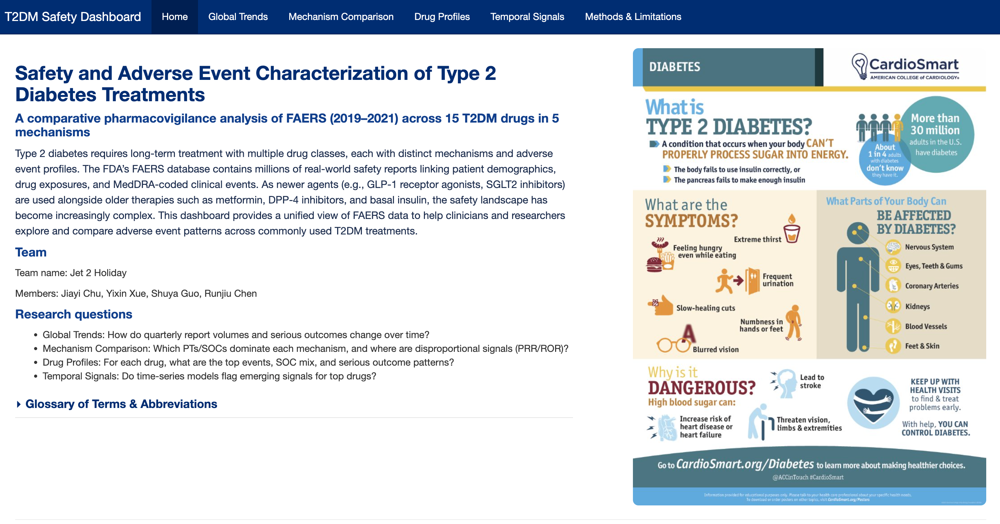 T2DM Safety Dashboard
Home
Global Trends
Mechanism Comparison
Drug Profiles
Temporal Signals
Methods & Limitations
Safety and Adverse Event Characterization of Type 2
Diabetes Treatments
A comparative pharmacovigilance analysis of FAERS (2019–2021) across 15 T2DM drugs in 5
mechanisms
Type 2 diabetes requires long-term treatment with multiple drug classes, each with distinct mechanisms and adverse
event profiles. The FDA’s FAERS database contains millions of real-world safety reports linking patient demographics,
drug exposures, and MedDRA-coded clinical events. As newer agents (e.g., GLP-1 receptor agonists, SGLT2 inhibitors)
are used alongside older therapies such as metformin, DPP-4 inhibitors, and basal insulin, the safety landscape has
become increasingly complex. This dashboard provides a unified view of FAERS data to help clinicians and researchers
explore and compare adverse event patterns across commonly used T2DM treatments.
Team
Team name: Jet 2 Holiday
Members: Jiayi Chu, Yixin Xue, Shuya Guo, Runjiu Chen
Research questions
• Global Trends: How do quarterly report volumes and serious outcomes change over time?
• Mechanism Comparison: Which PTs/SOCs dominate each mechanism, and where are disproportional signals (PRR/ROR)?
• Drug Profiles: For each drug, what are the top events, SOC mix, and serious outcome patterns?
• Temporal Signals: Do time-series models flag emerging signals for top drugs?
Glossary of Terms & Abbreviations
DIABETES
CardioSmart
AMERICAN COLLEGE of CARDIOLOGY®
What is
TYPE 2 DIABETES?
A condition that occurs when your body CAN’T
PROPERLY PROCESS SUGAR INTO ENERGY.
The body fails to use insulin correctly, or
The pancreas fails to make enough insulin
?
More than
30 million
adults in the U.S.
have diabetes
About
1 in 4 adults
with diabetes
don’t know
they have it.
What are the
SYMPTOMS?
Extreme thirst
Feeling hungry
even while eating
Frequent
urination
Slow-healing cuts
Numbness in
hands or feet
A
Blurred vision
What Parts of Your Body Can
BE AFFECTED
BY DIABETES?
Nervous System
Eyes, Teeth & Gums
Coronary Arteries
Kidneys
Blood Vessels
Feet & Skin
Why is it
DANGEROUS?
High blood sugar can:
Lead to
stroke
Increase risk of
heart disease or
heart failure
Threaten vision,
limbs & extremities
KEEP UP WITH
HEALTH VISITS
to find & treat
problems early.
With help, YOU CAN
CONTROL DIABETES.
Go to CardioSmart.org/Diabetes to learn more about making healthier choices.
@ACCinTouch #CardioSmart
Information provided for educational purposes only. Please talk to your health care professional about your specific health needs.
To download or order posters on other topics, visit CardioSmart.org/Posters